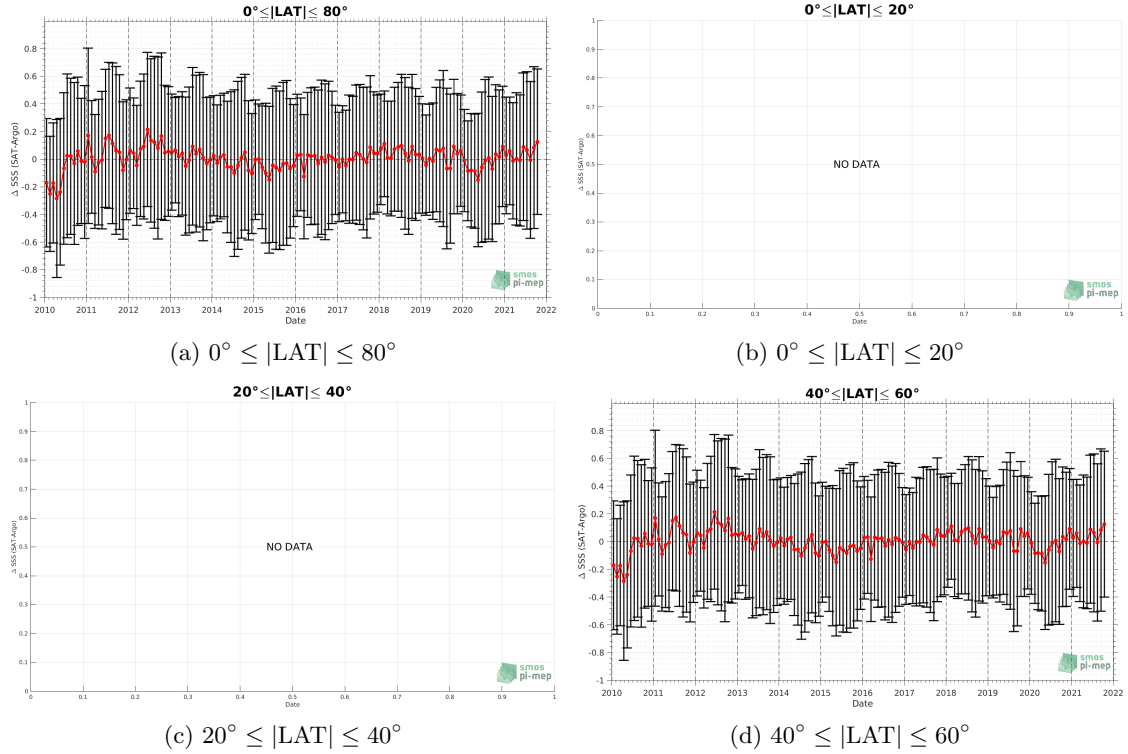 0°≤|LAT|≤ 80°
Δ SSS (SAT-Argo)
0.8
0.6
0.4
0.2
0
-0.2
-0.4
-0.6
-0.8
-1
2010 2011 2012 2013 2014 2015 2016 2017 2018 2019 2020 2021 2022
Date
smos
pi-mep
(a) 0° ≤ |LAT| ≤ 80°
0°≤|LAT|≤ 20°
Δ SSS (SAT-Argo)
1
0.9
0.8
0.7
0.6
0.5
0.4
0.3
0.2
0.1
0
NO DATA
0 0.1 0.2 0.3 0.4 0.5 0.6 0.7 0.8 0.9 1
Date
smos
pi-mep
(b) 0° ≤ |LAT| ≤ 20°
20°≤|LAT|≤ 40°
Δ SSS (SAT-Argo)
1
0.9
0.8
0.7
0.6
0.5
0.4
0.3
0.2
0.1
0
NO DATA
0 0.1 0.2 0.3 0.4 0.5 0.6 0.7 0.8 0.9 1
Date
smos
pi-mep
(c) 20° ≤ |LAT| ≤ 40°
40°≤|LAT|≤ 60°
Δ SSS (SAT-Argo)
0.8
0.6
0.4
0.2
0
-0.2
-0.4
-0.6
-0.8
-1
2010 2011 2012 2013 2014 2015 2016 2017 2018 2019 2020 2021 2022
Date
smos
pi-mep
(d) 40° ≤ |LAT| ≤ 60°